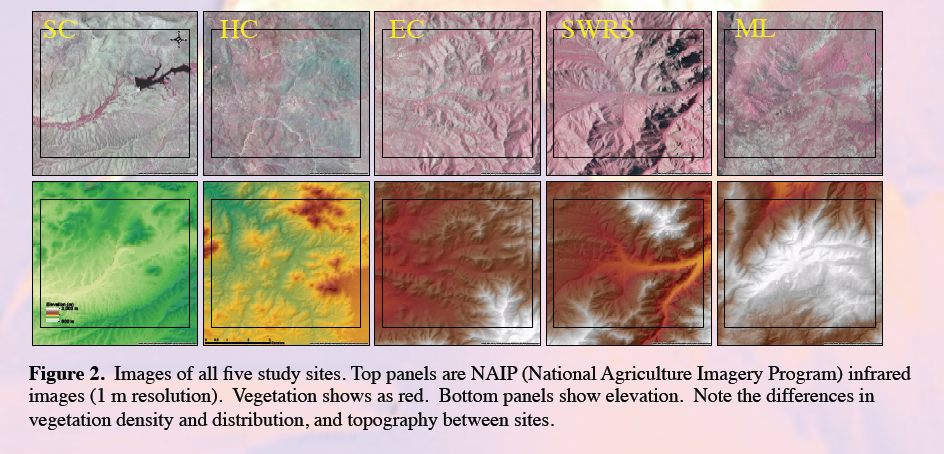 SC
HC
EC
SWRS
ML
Elevation (m)
Figure 2. Images of all five study sites. Top panels are NAIP (National Agriculture Imagery Program) infrared
images (1 m resolution). Vegetation shows as red. Bottom panels show elevation. Note the differences in
vegetation density and distribution, and topography between sites.